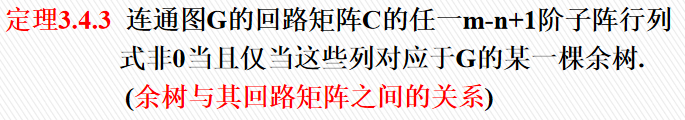 定理3.4.3 连通图G的回路矩阵C的任一m-n+1阶子阵行列
式非0当且仅当这些列对应于G的某一棵余树.
(余树与其回路矩阵之间的关系)